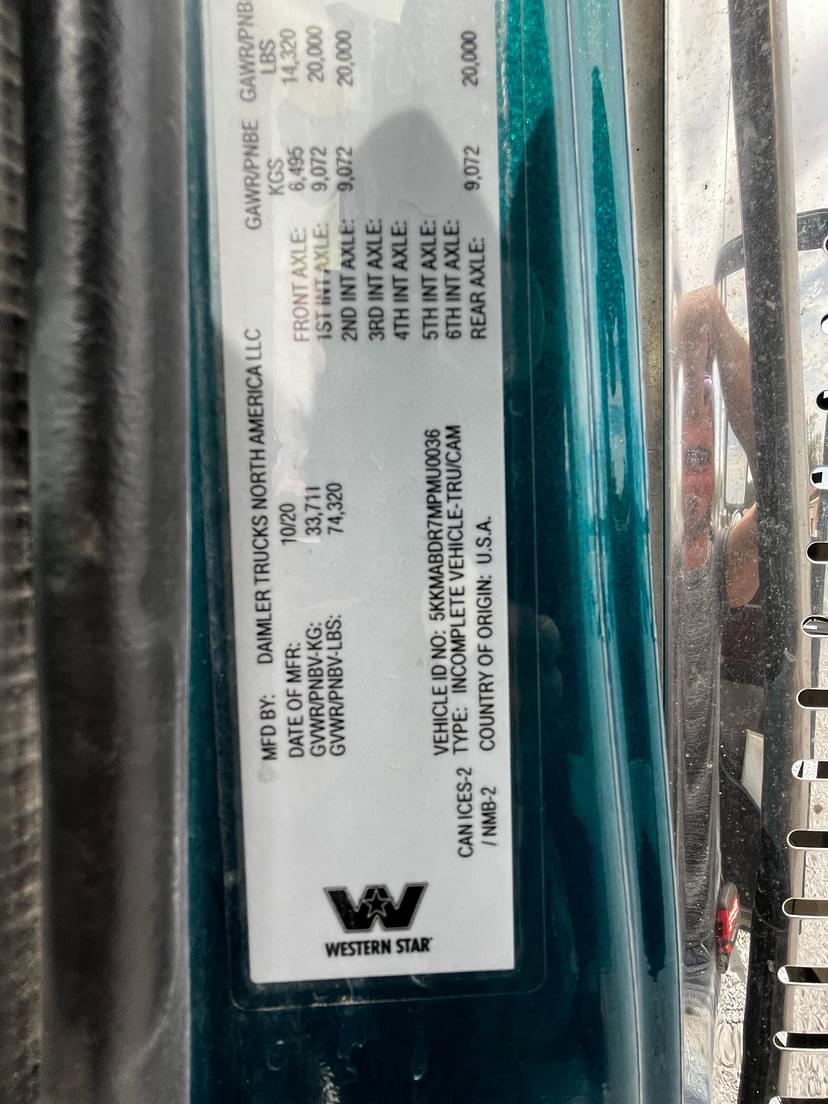 MFD BY: DAIMLER TRUCKS NORTH AMERICA LLC
DATE OF MFR: 10/20
GVWR/PNBV-KG: 33,711
GVWR/PNBV-LBS: 74,320
GAWR/PNBE GAWR/PNB
KGS LBS
FRONT AXLE: 6,495 14,320
1ST INT AXLE: 9,072 20,000
2ND INT AXLE: 9,072 20,000
3RD INT AXLE:
4TH INT AXLE:
5TH INT AXLE:
6TH INT AXLE:
REAR AXLE: 9,072 20,000
VEHICLE ID NO: 5KKMABDR7MPMU0036
TYPE: INCOMPLETE VEHICLE-TRU/CAM
COUNTRY OF ORIGIN: U.S.A.
CAN ICES-2
/ NMB-2
WESTERN STAR